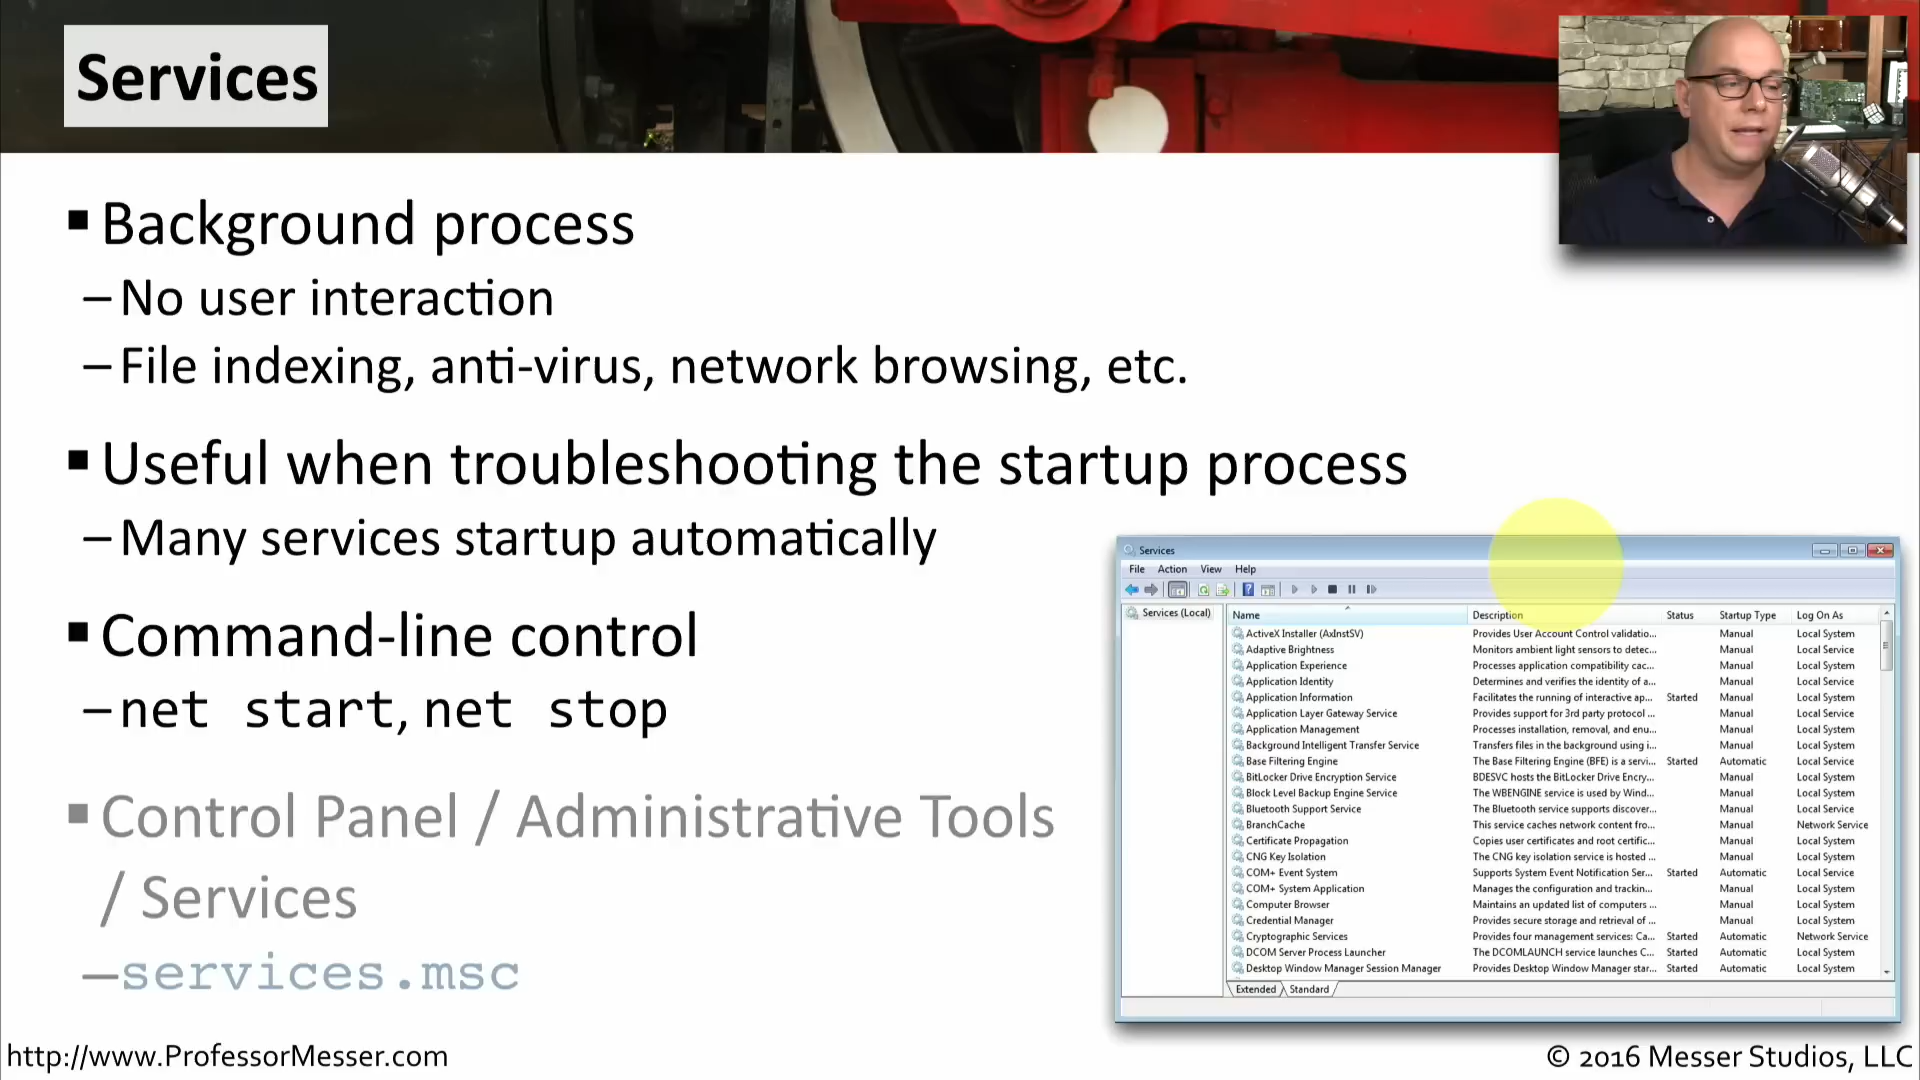 Services
▪ Background process
– No user interaction
– File indexing, anti-virus, network browsing, etc.
▪ Useful when troubleshooting the startup process
– Many services startup automatically
▪ Command-line control
– net start, net stop
▪ Control Panel / Administrative Tools
/ Services
– services.msc
Services
File Action View Help
Services (Local)
Name Description Status Startup Type Log On As
ActiveX Installer (AxInstSV) Provides User Account Control validatio... Manual Local System
Adaptive Brightness Monitors ambient light sensors to detec... Manual Local Service
Application Experience Processes application compatibility cac... Manual Local System
Application Identity Determines and verifies the identity of a... Manual Local Service
Application Information Facilitates the running of interactive ap... Started Manual Local System
Application Layer Gateway Service Provides support for 3rd party protocol ... Manual Local Service
Application Management Processes installation, removal, and enu... Manual Local System
Background Intelligent Transfer Service Transfers files in the background using i... Manual Local System
Base Filtering Engine The Base Filtering Engine (BFE) is a servi... Started Automatic Local Service
BitLocker Drive Encryption Service BDESVC hosts the BitLocker Drive Encry... Manual Local System
Block Level Backup Engine Service The WBENGINE service is used by Wind... Manual Local System
Bluetooth Support Service The Bluetooth service supports discover... Manual Local Service
BranchCache This service caches network content fro... Manual Network Service
Certificate Propagation Copies user certificates and root certific... Manual Local System
CNG Key Isolation The CNG key isolation service is hosted ... Manual Local System
COM+ Event System Supports System Event Notification Ser... Started Automatic Local Service
COM+ System Application Manages the configuration and trackin... Manual Local System
Computer Browser Maintains an updated list of computers ... Manual Local System
Credential Manager Provides secure storage and retrieval of ... Manual Local System
Cryptographic Services Provides four management services: Ca... Started Automatic Network Service
DCOM Server Process Launcher The DCOMLAUNCH service launches C... Started Automatic Local System
Desktop Window Manager Session Manager Provides Desktop Window Manager star... Started Automatic Local System
Extended Standard
http://www.ProfessorMesser.com
© 2016 Messer Studios, LLC